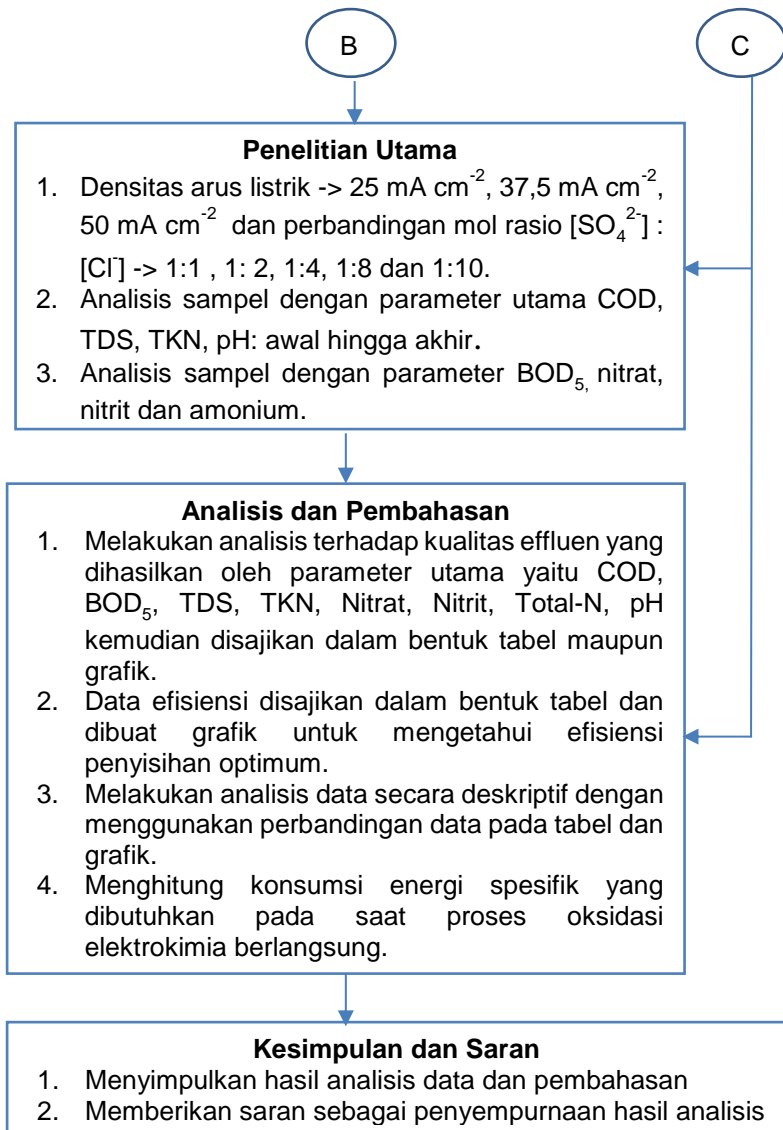 B
C
Penelitian Utama
1. Densitas arus listrik -> 25 mA cm⁻², 37,5 mA cm⁻²,
50 mA cm⁻² dan perbandingan mol rasio [SO₄²⁻] :
[Cl⁻] -> 1:1 , 1: 2, 1:4, 1:8 dan 1:10.
2. Analisis sampel dengan parameter utama COD,
TDS, TKN, pH: awal hingga akhir.
3. Analisis sampel dengan parameter BOD₅, nitrat,
nitrit dan amonium.
Analisis dan Pembahasan
1. Melakukan analisis terhadap kualitas effluen yang
dihasilkan oleh parameter utama yaitu COD,
BOD₅, TDS, TKN, Nitrat, Nitrit, Total-N, pH
kemudian disajikan dalam bentuk tabel maupun
grafik.
2. Data efisiensi disajikan dalam bentuk tabel dan
dibuat grafik untuk mengetahui efisiensi
penyisihan optimum.
3. Melakukan analisis data secara deskriptif dengan
menggunakan perbandingan data pada tabel dan
grafik.
4. Menghitung konsumsi energi spesifik yang
dibutuhkan pada saat proses oksidasi
elektrokimia berlangsung.
Kesimpulan dan Saran
1. Menyimpulkan hasil analisis data dan pembahasan
2. Memberikan saran sebagai penyempurnaan hasil analisis